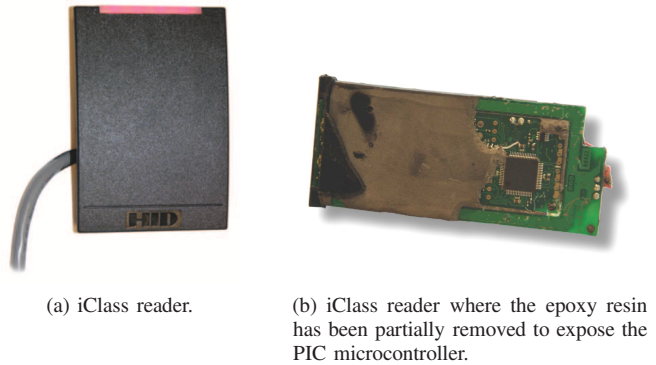 HID
(a) iClass reader.
(b) iClass reader where the epoxy resin
has been partially removed to expose the
PIC microcontroller.